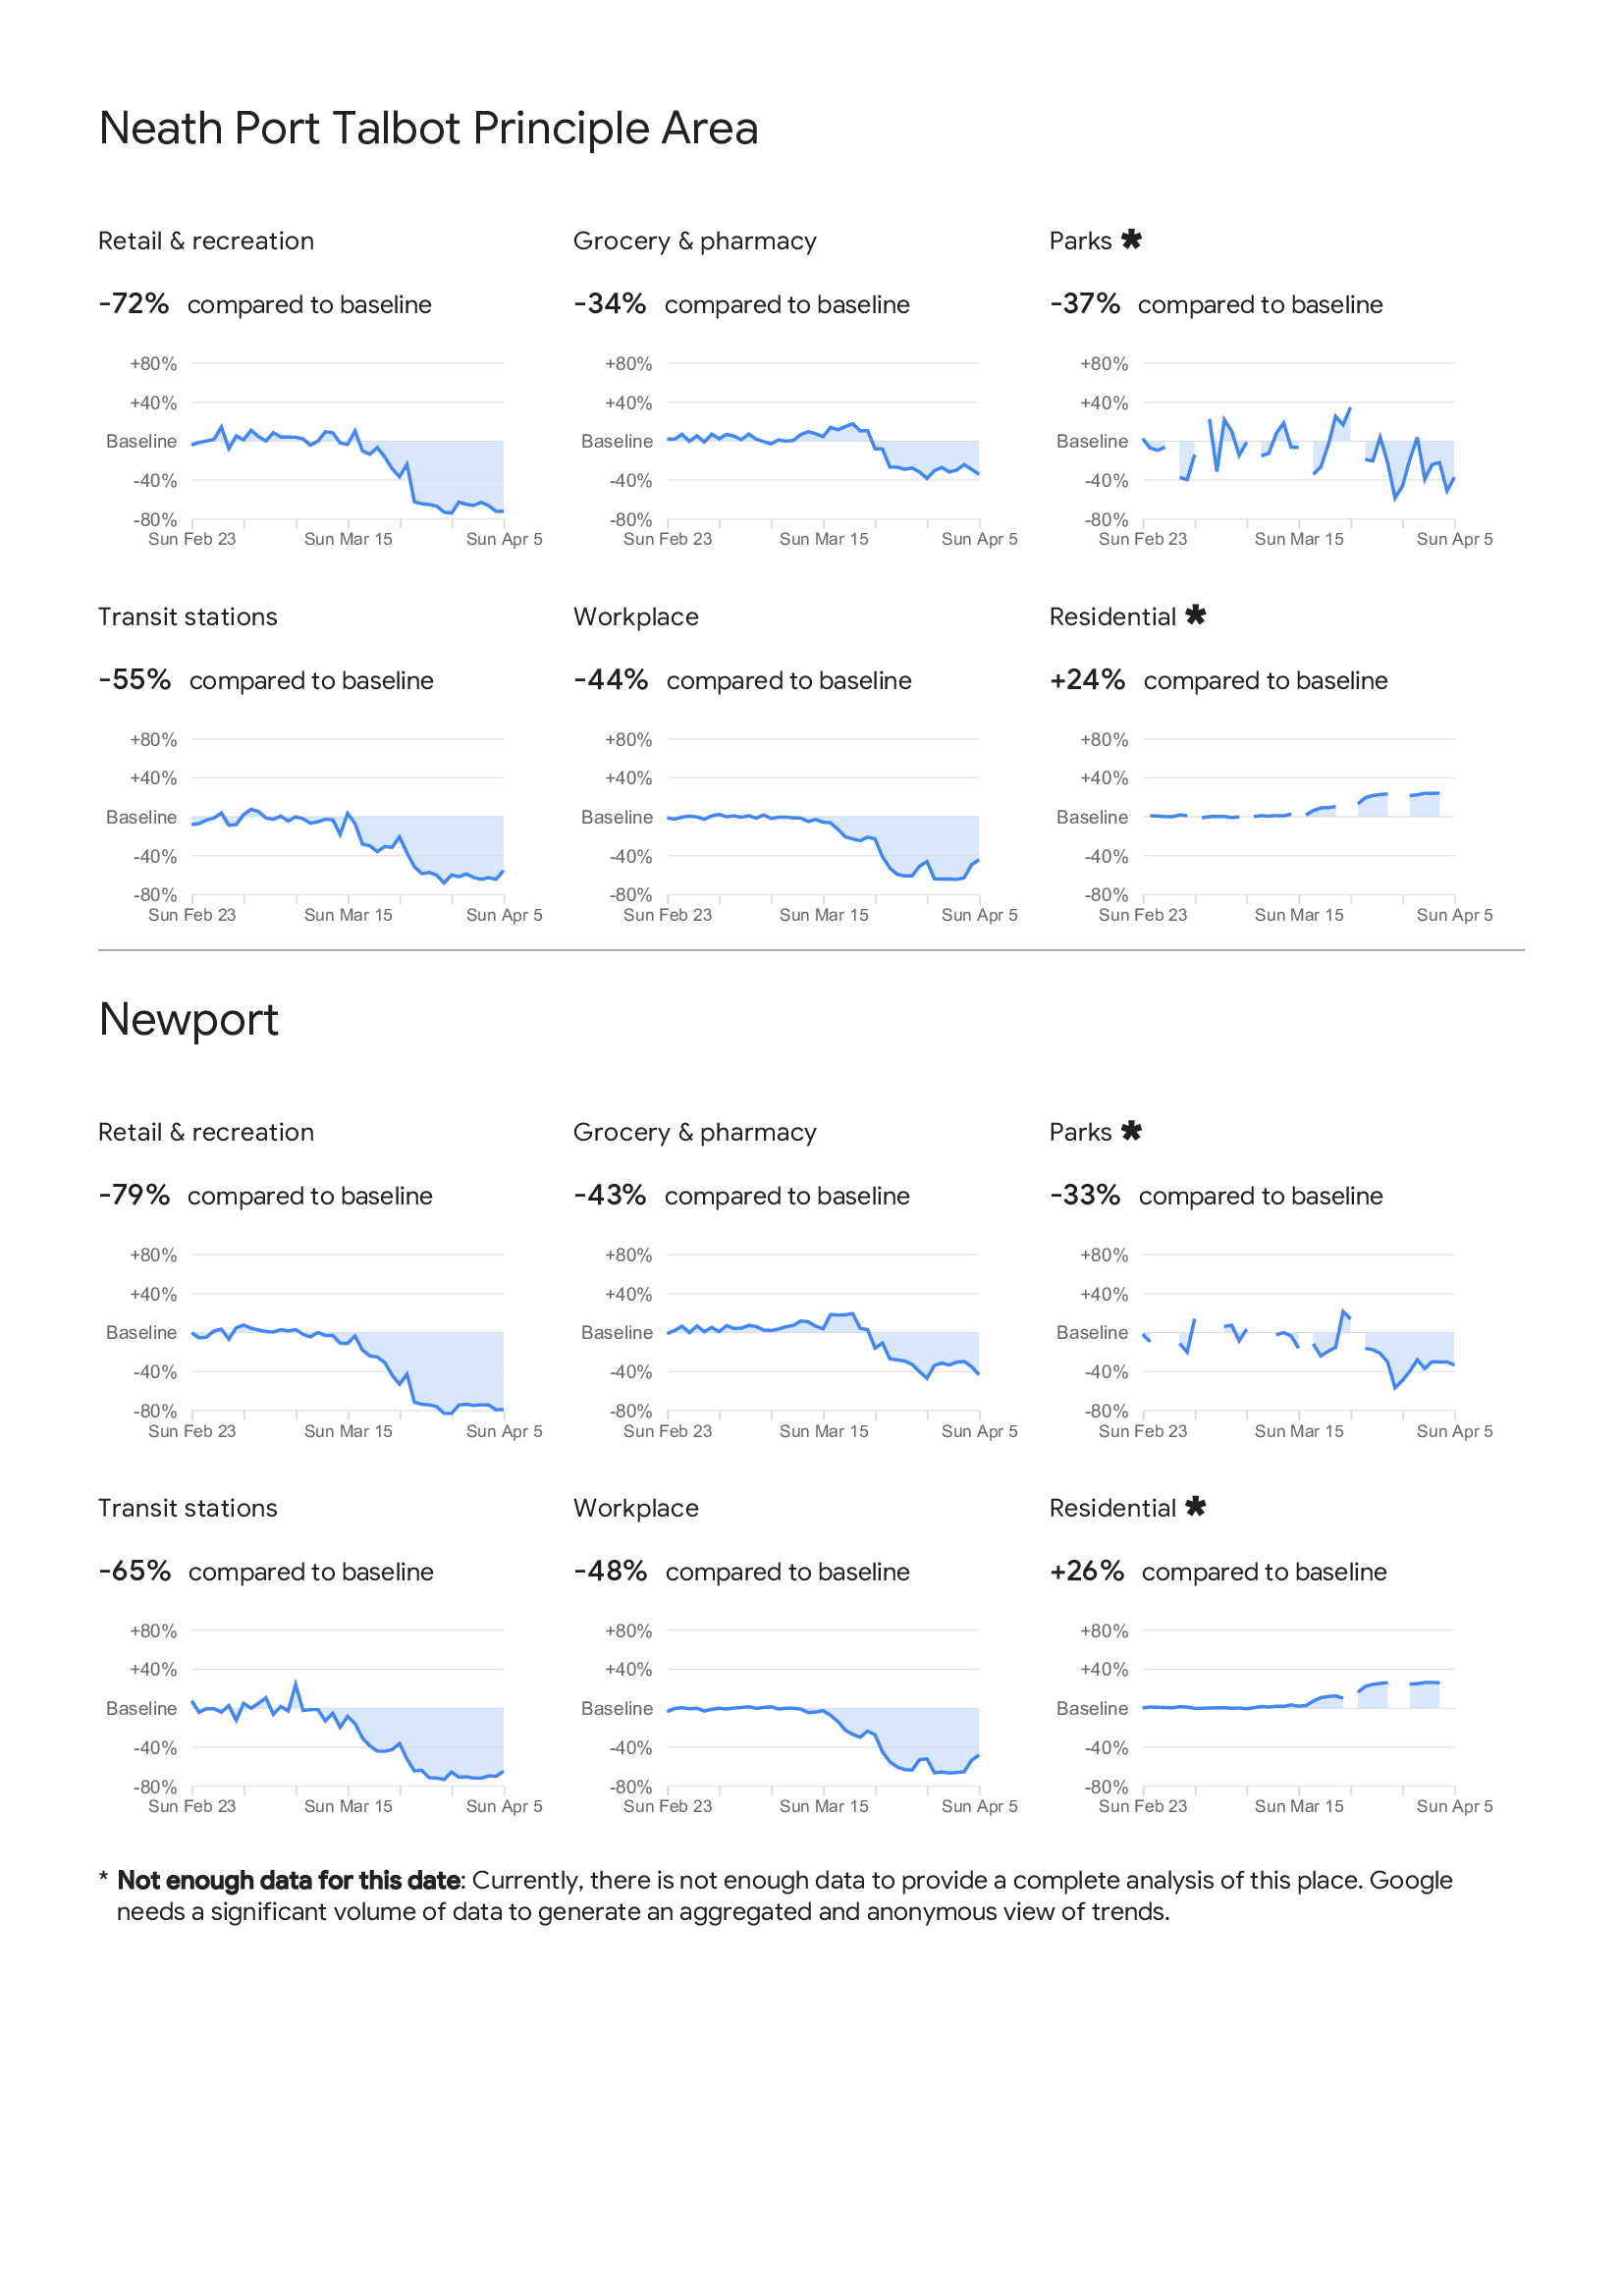 Neath Port Talbot Principle Area
Retail & recreation
-72% compared to baseline
+80%
+40%
Baseline
-40%
-80%
Sun Feb 23 Sun Mar 15 Sun Apr 5
Grocery & pharmacy
-34% compared to baseline
+80%
+40%
Baseline
-40%
-80%
Sun Feb 23 Sun Mar 15 Sun Apr 5
Parks *
-37% compared to baseline
+80%
+40%
Baseline
-40%
-80%
Sun Feb 23 Sun Mar 15 Sun Apr 5
Transit stations
-55% compared to baseline
+80%
+40%
Baseline
-40%
-80%
Sun Feb 23 Sun Mar 15 Sun Apr 5
Workplace
-44% compared to baseline
+80%
+40%
Baseline
-40%
-80%
Sun Feb 23 Sun Mar 15 Sun Apr 5
Residential *
+24% compared to baseline
+80%
+40%
Baseline
-40%
-80%
Sun Feb 23 Sun Mar 15 Sun Apr 5
Newport
Retail & recreation
-79% compared to baseline
+80%
+40%
Baseline
-40%
-80%
Sun Feb 23 Sun Mar 15 Sun Apr 5
Grocery & pharmacy
-43% compared to baseline
+80%
+40%
Baseline
-40%
-80%
Sun Feb 23 Sun Mar 15 Sun Apr 5
Parks *
-33% compared to baseline
+80%
+40%
Baseline
-40%
-80%
Sun Feb 23 Sun Mar 15 Sun Apr 5
Transit stations
-65% compared to baseline
+80%
+40%
Baseline
-40%
-80%
Sun Feb 23 Sun Mar 15 Sun Apr 5
Workplace
-48% compared to baseline
+80%
+40%
Baseline
-40%
-80%
Sun Feb 23 Sun Mar 15 Sun Apr 5
Residential *
+26% compared to baseline
+80%
+40%
Baseline
-40%
-80%
Sun Feb 23 Sun Mar 15 Sun Apr 5
* Not enough data for this date: Currently, there is not enough data to provide a complete analysis of this place. Google
needs a significant volume of data to generate an aggregated and anonymous view of trends.